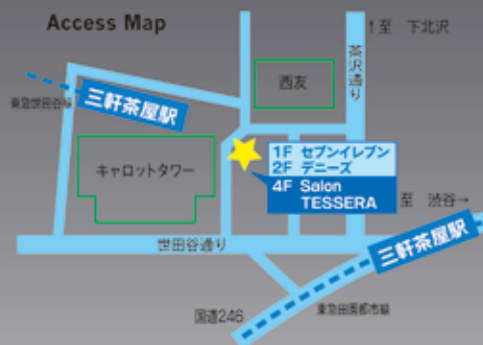 Access Map
↑至 下北沢
茶沢通り
西友
東急世田谷線
三軒茶屋駅
キャロットタワー
1F セブンイレブン
2F デニーズ
4F Salon
TESSERA
至 渋谷→
三軒茶屋駅
世田谷通り
国道246
東急田園都市線